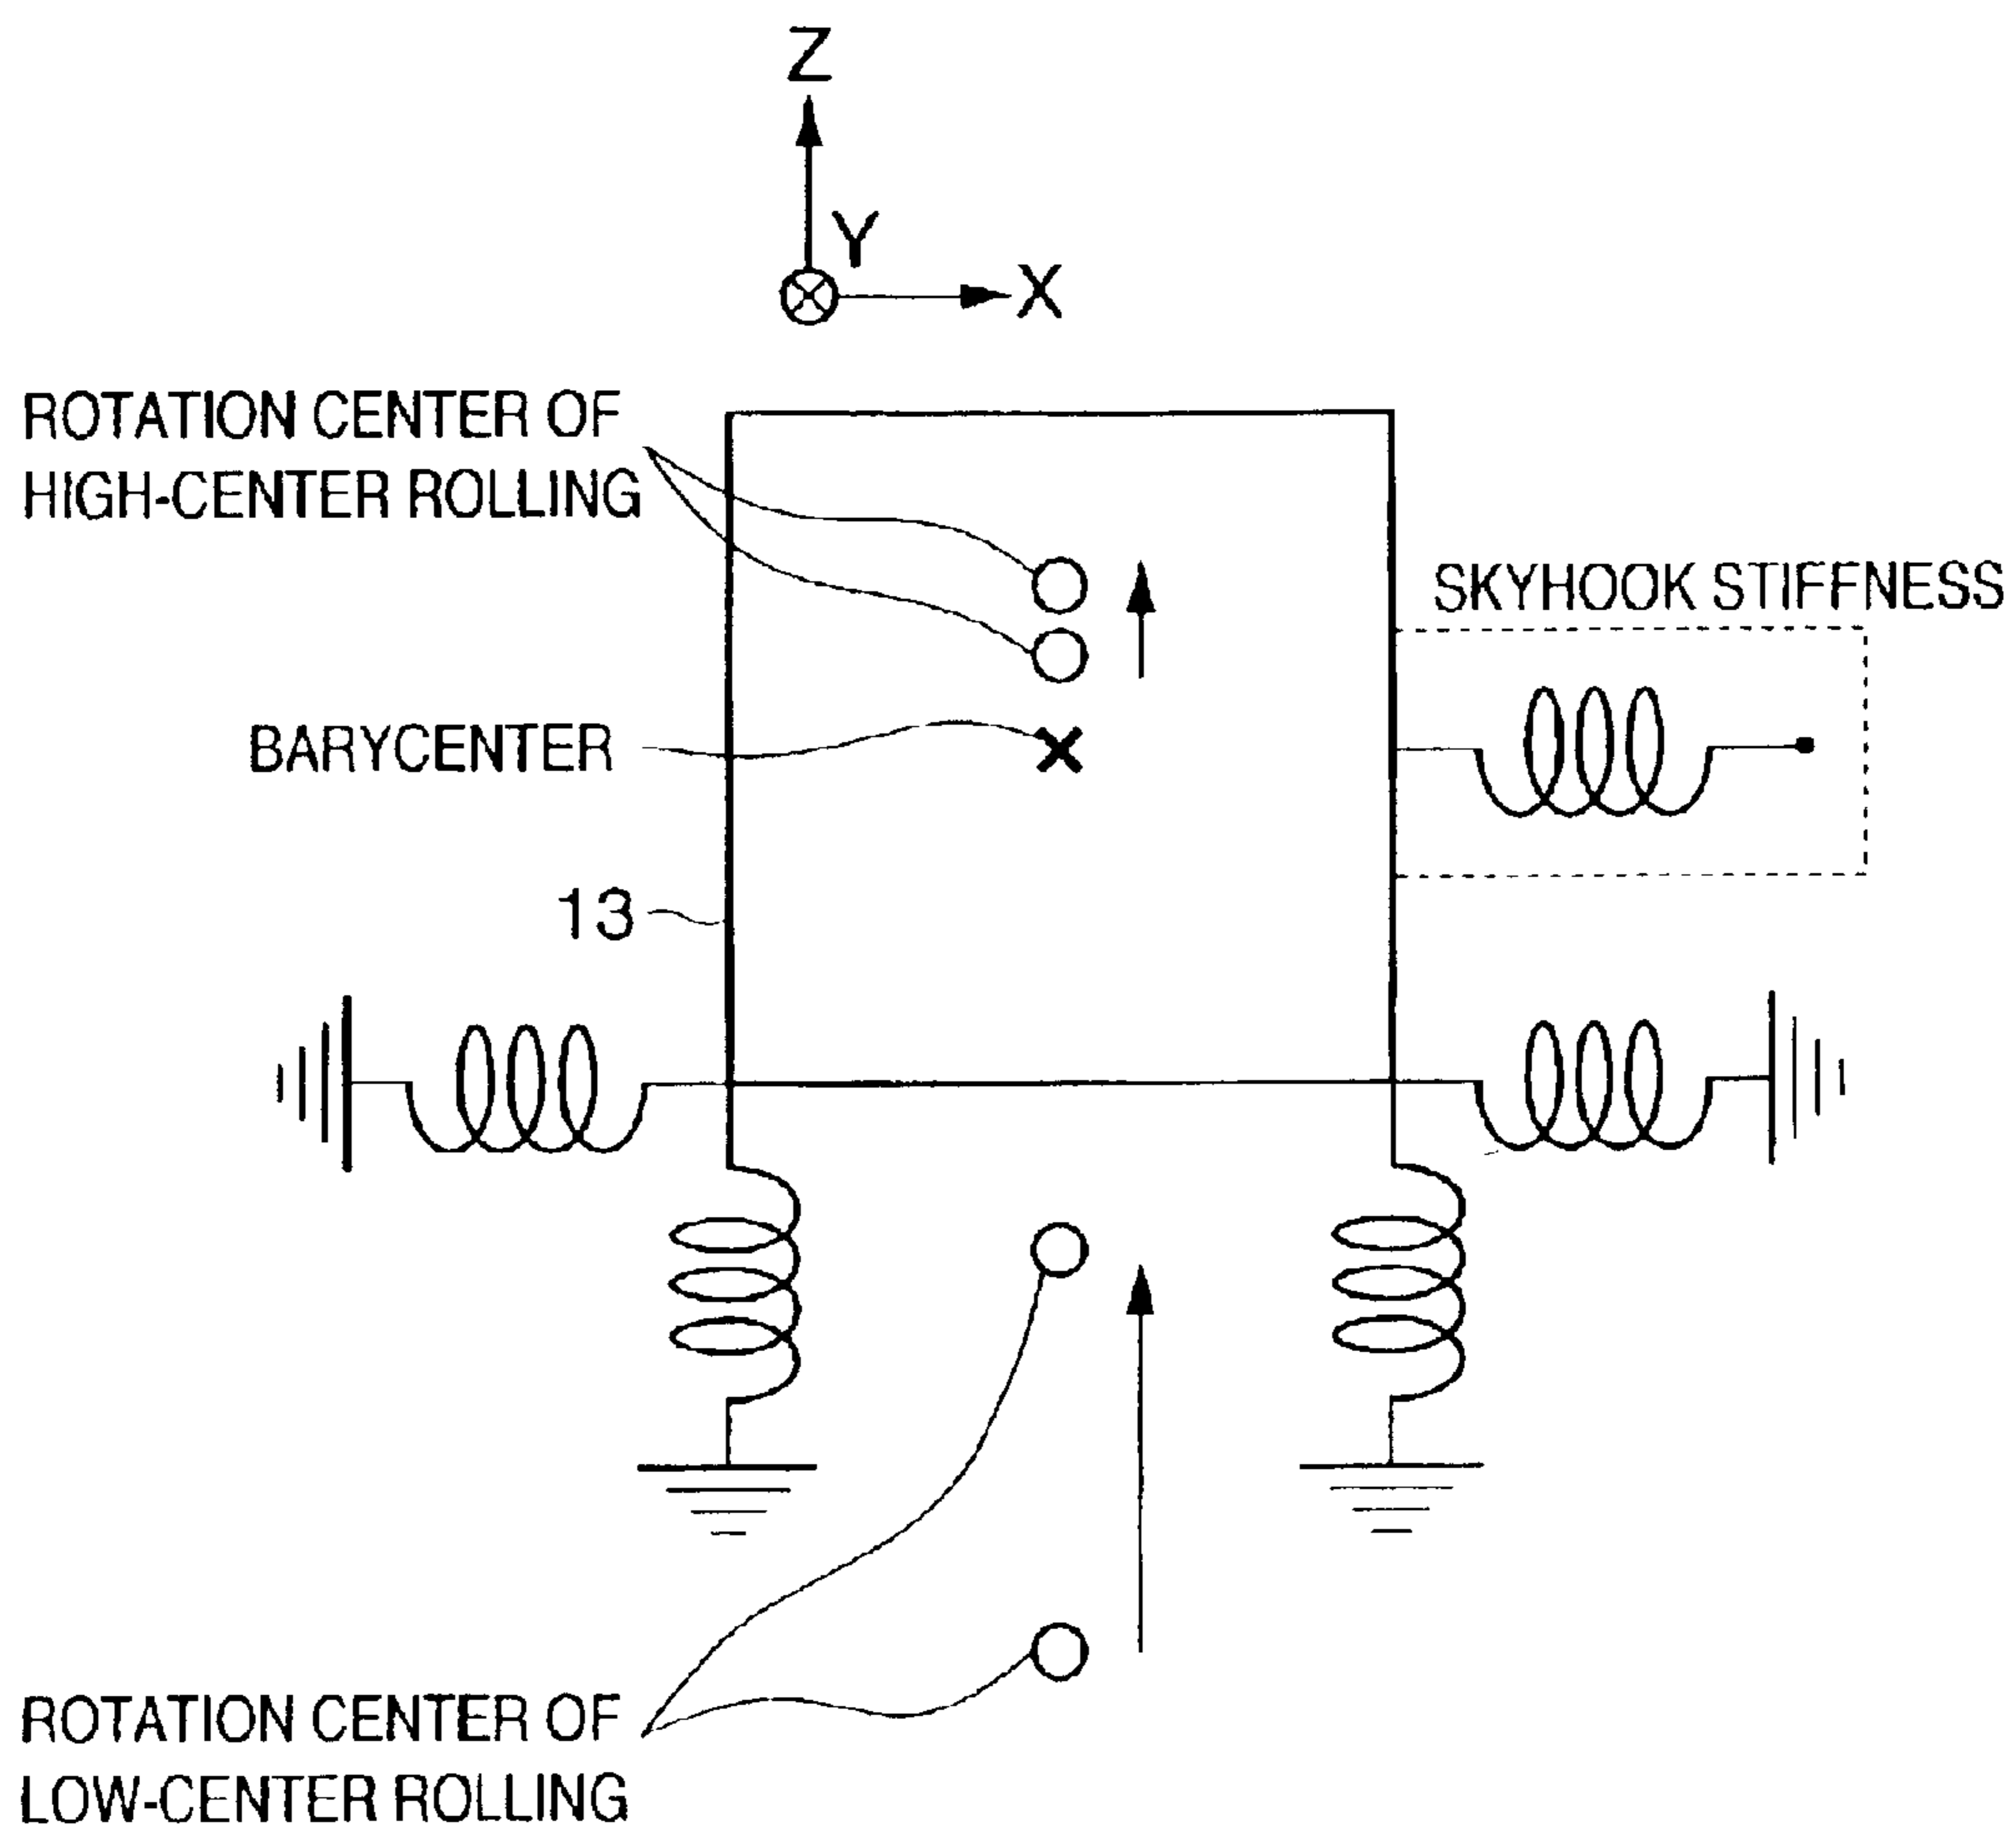 Z
Y
X
ROTATION CENTER OF
HIGH-CENTER ROLLING
SKYHOOK STIFFNESS
BARYCENTER
13
ROTATION CENTER OF
LOW-CENTER ROLLING